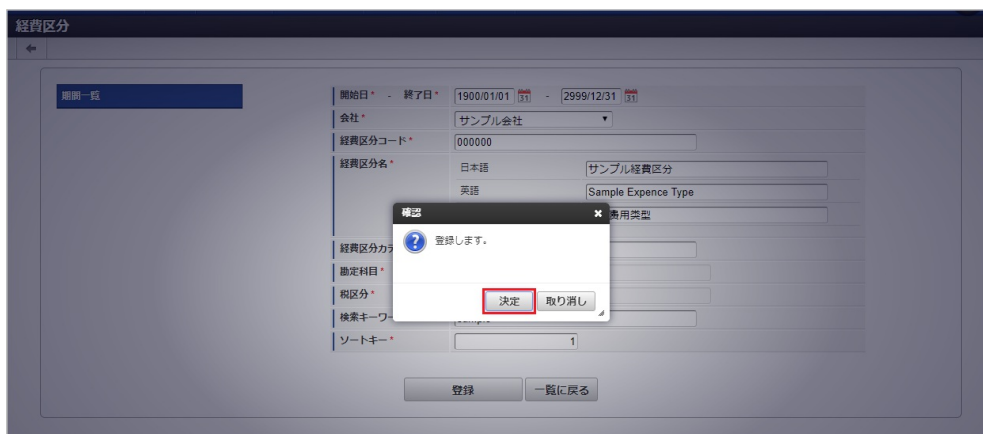 経費区分
期間一覧
開始日* - 終了日* 1900/01/01 31 - 2999/12/31 31
会社* サンプル会社
経費区分コード* 000000
経費区分名* 日本語 サンプル経費区分
英語 Sample Expence Type
费用类型
確認
登録します。
決定 取り消し
経費区分カテ
勘定科目*
税区分*
検索キーワー
ソートキー* 1
登録 一覧に戻る